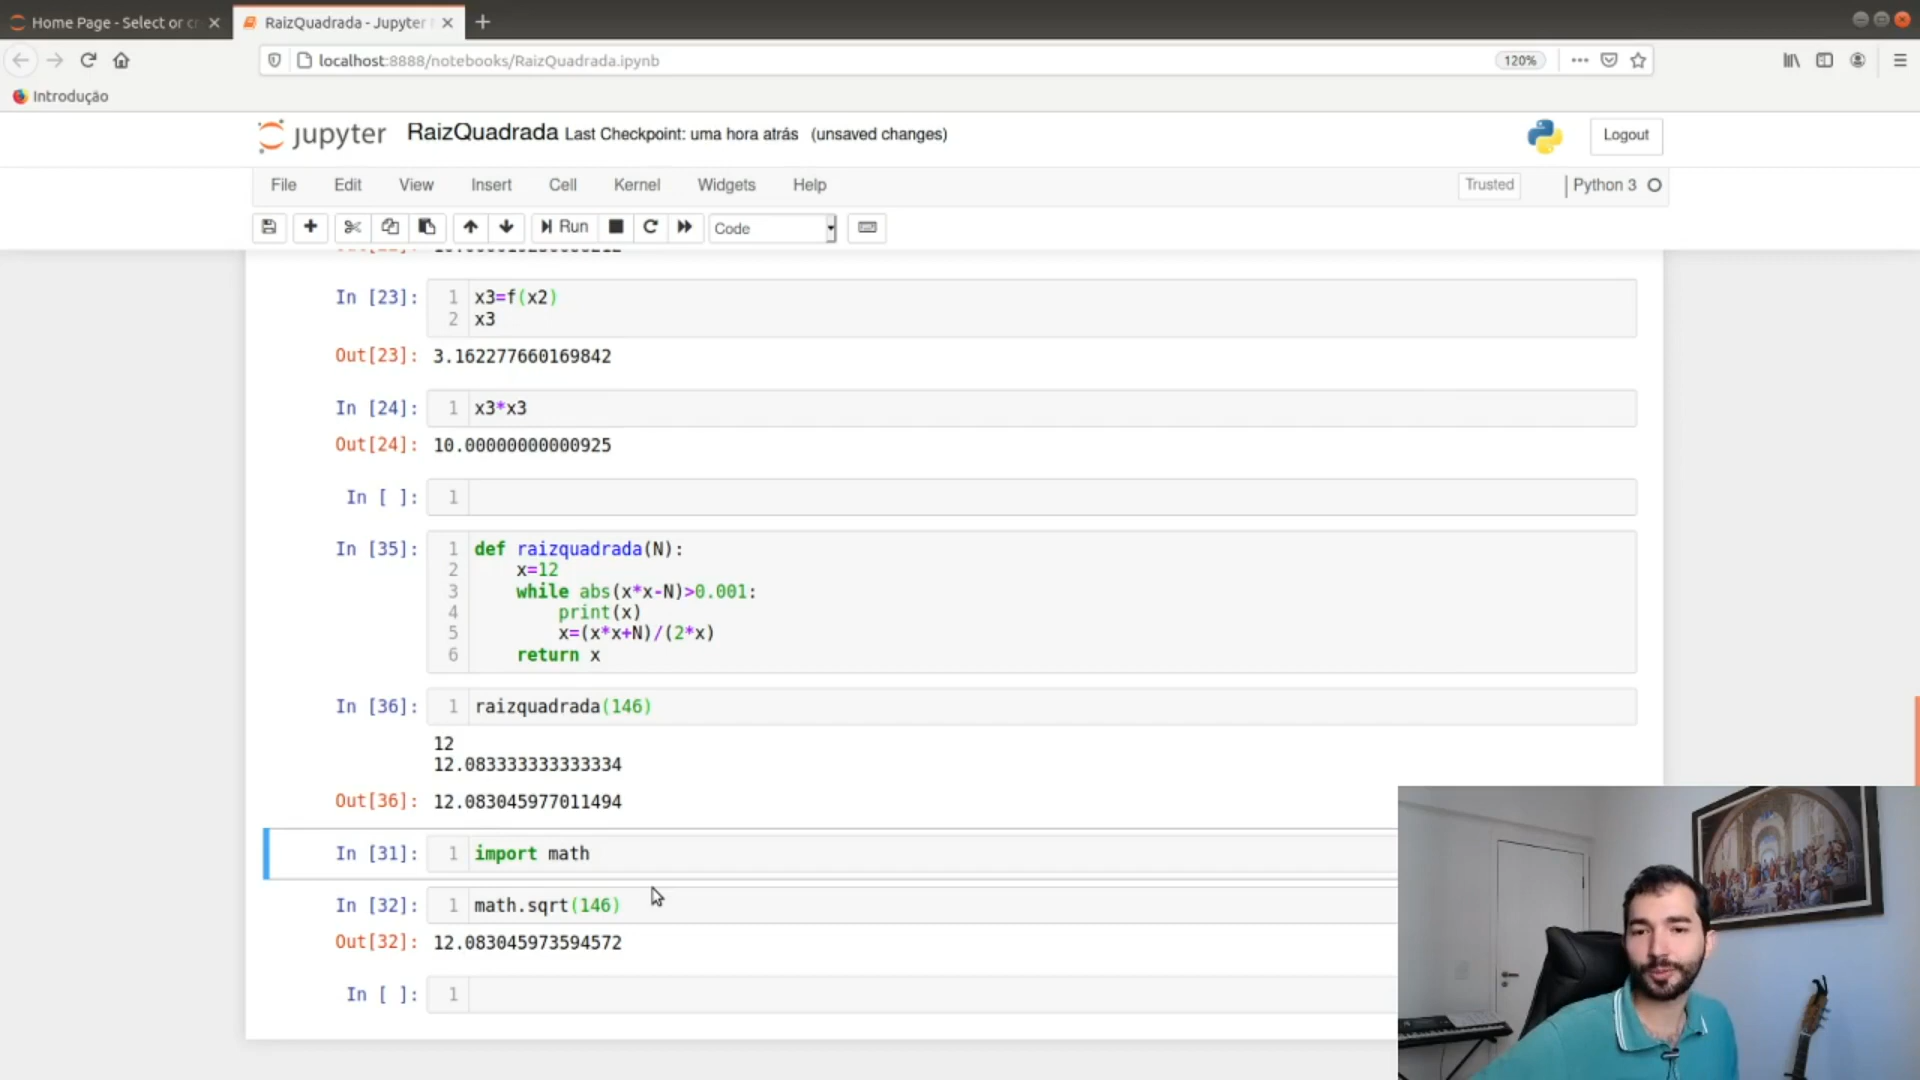 Home Page - Select or c
RaizQuadrada - Jupyter
localhost:8888/notebooks/RaizQuadrada.ipynb
120%
Introdução
jupyter
RaizQuadrada Last Checkpoint: uma hora atrás (unsaved changes)
Logout
File Edit View Insert Cell Kernel Widgets Help
Trusted
Python 3
Run
Code
In [23]:
1 x3=f(x2)
2 x3
Out[23]: 3.162277660169842
In [24]:
1 x3*x3
Out[24]: 10.00000000000925
In [ ]:
1
In [35]:
1 def raizquadrada(N):
2 x=12
3 while abs(x*x-N)>0.001:
4 print(x)
5 x=(x*x+N)/(2*x)
6 return x
In [36]:
1 raizquadrada(146)
12
12.083333333333334
Out[36]: 12.083045977011494
In [31]:
1 import math
In [32]:
1 math.sqrt(146)
Out[32]: 12.083045973594572
In [ ]:
1